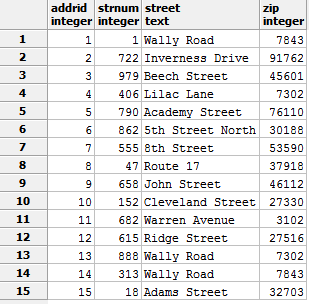 addrid strnum street zip
integer integer text integer
1 1 1 Wally Road 7843
2 2 722 Inverness Drive 91762
3 3 979 Beech Street 45601
4 4 406 Lilac Lane 7302
5 5 790 Academy Street 76110
6 6 862 5th Street North 30188
7 7 555 8th Street 53590
8 8 47 Route 17 37918
9 9 658 John Street 46112
10 10 152 Cleveland Street 27330
11 11 682 Warren Avenue 3102
12 12 615 Ridge Street 27516
13 13 888 Wally Road 7302
14 14 313 Wally Road 7843
15 15 18 Adams Street 32703